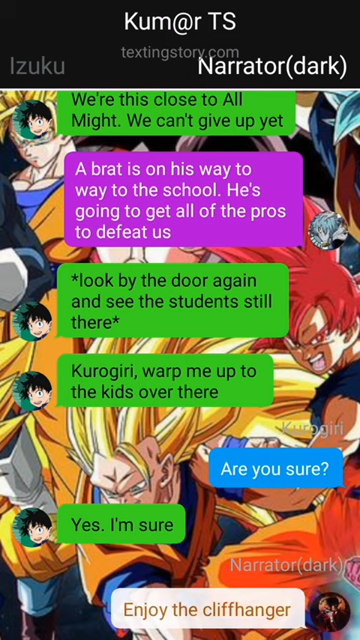 Kum@r TS
textingstory.com
Izuku
Narrator(dark)
We're this close to All
Might. We can't give up yet
A brat is on his way to
way to the school. He's
going to get all of the pros
to defeat us
*look by the door again
and see the students still
there*
Kurogiri, warp me up to
the kids over there
Kurogiri
Are you sure?
Yes. I'm sure
Narrator(dark)
Enjoy the cliffhanger